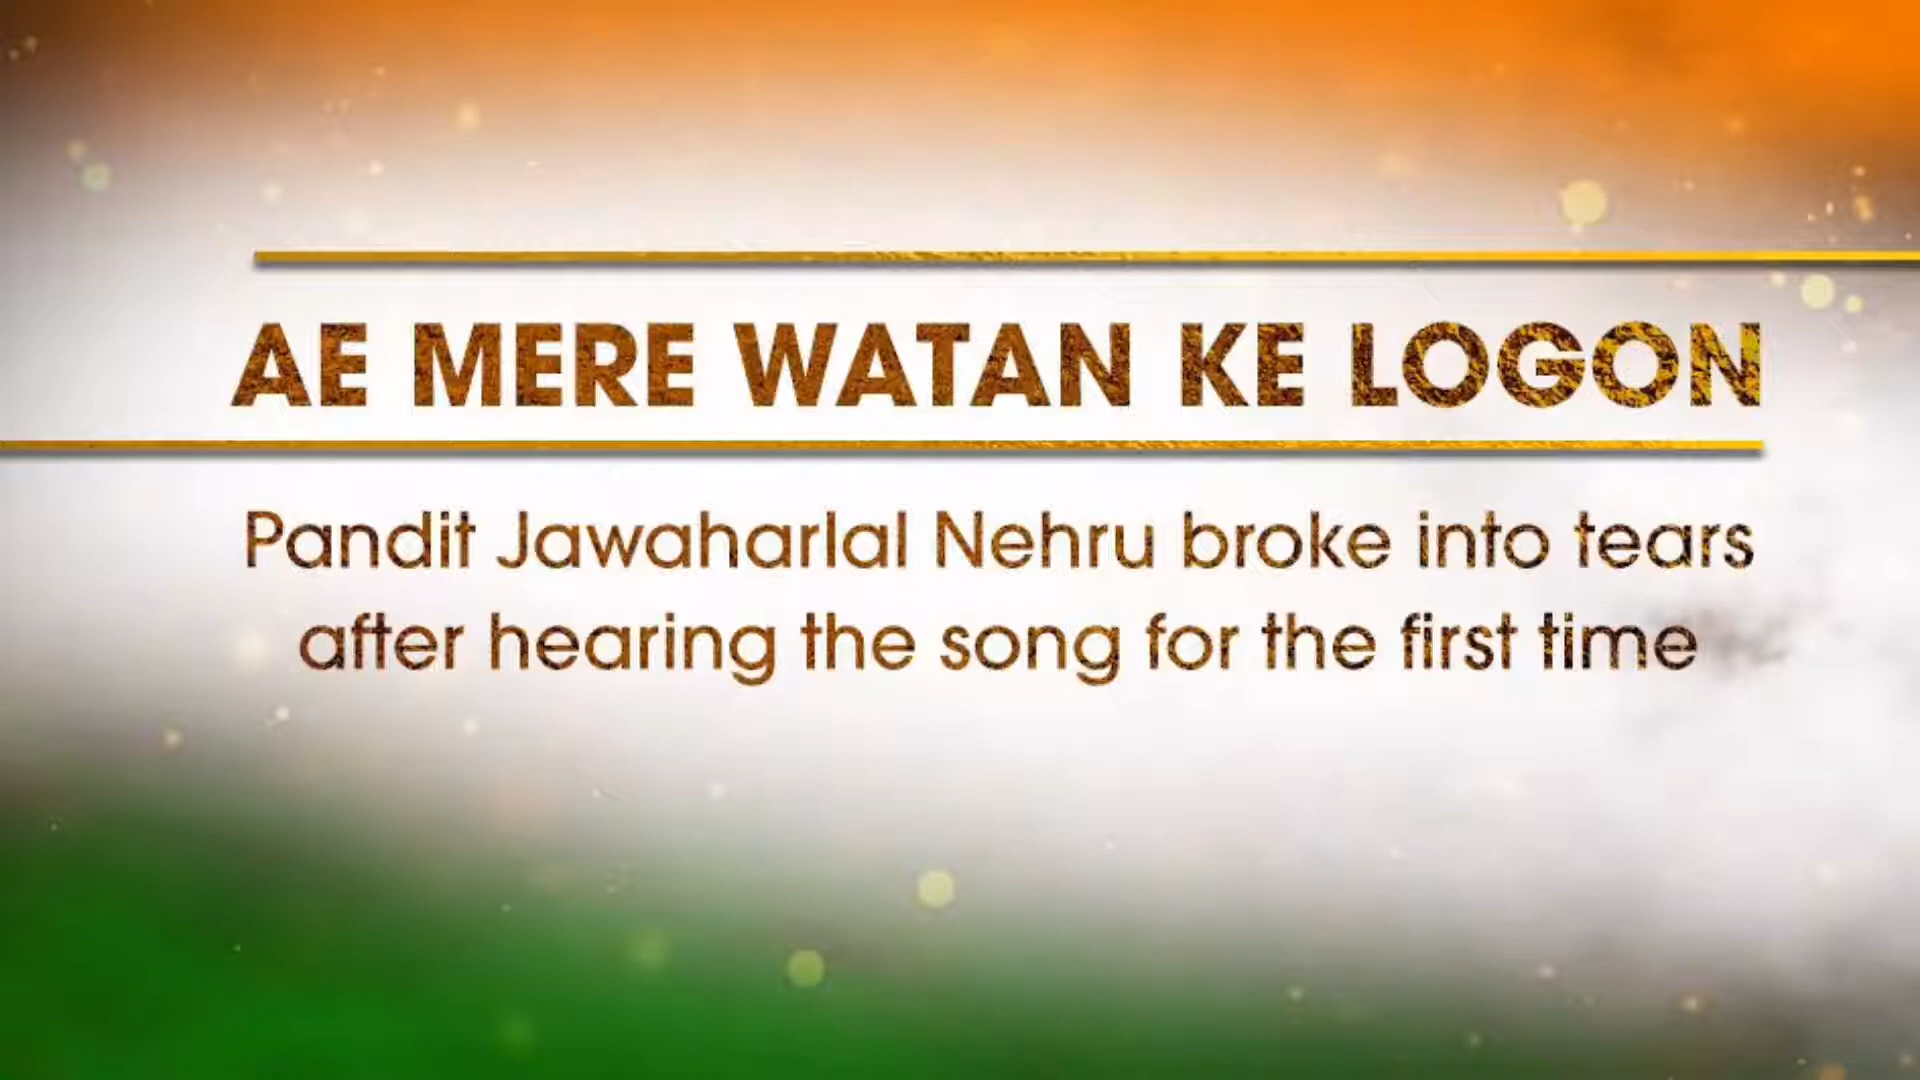 AE MERE WATAN KE LOGON
Pandit Jawaharlal Nehru broke into tears
after hearing the song for the first time